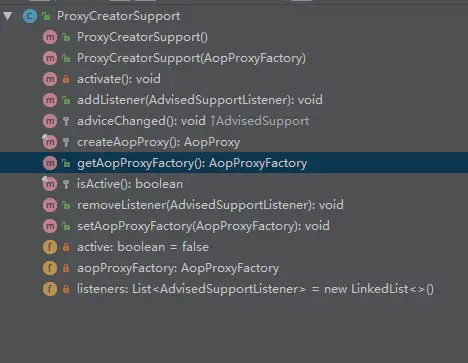 ProxyCreatorSupport
ProxyCreatorSupport()
ProxyCreatorSupport(AopProxyFactory)
activate(): void
addListener(AdvisedSupportListener): void
adviceChanged(): void ↑AdvisedSupport
createAopProxy(): AopProxy
getAopProxyFactory(): AopProxyFactory
isActive(): boolean
removeListener(AdvisedSupportListener): void
setAopProxyFactory(AopProxyFactory): void
active: boolean = false
aopProxyFactory: AopProxyFactory
listeners: List<AdvisedSupportListener> = new LinkedList<>()